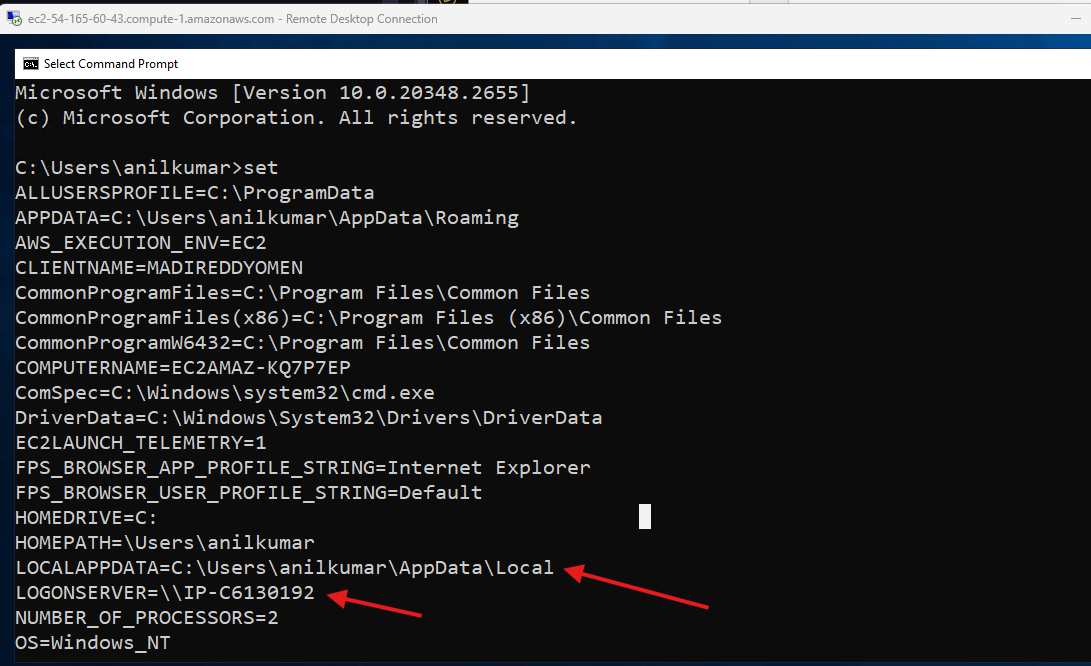 ec2-54-165-60-43.compute-1.amazonaws.com - Remote Desktop Connection
Select Command Prompt
Microsoft Windows [Version 10.0.20348.2655]
(c) Microsoft Corporation. All rights reserved.
C:\Users\anilkumar>set
ALLUSERSPROFILE=C:\ProgramData
APPDATA=C:\Users\anilkumar\AppData\Roaming
AWS_EXECUTION_ENV=EC2
CLIENTNAME=MADIREDDYOMEN
CommonProgramFiles=C:\Program Files\Common Files
CommonProgramFiles(x86)=C:\Program Files (x86)\Common Files
CommonProgramW6432=C:\Program Files\Common Files
COMPUTERNAME=EC2AMAZ-KQ7P7EP
ComSpec=C:\Windows\system32\cmd.exe
DriverData=C:\Windows\System32\Drivers\DriverData
EC2LAUNCH_TELEMETRY=1
FPS_BROWSER_APP_PROFILE_STRING=Internet Explorer
FPS_BROWSER_USER_PROFILE_STRING=Default
HOMEDRIVE=C:
HOMEPATH=\Users\anilkumar
LOCALAPPDATA=C:\Users\anilkumar\AppData\Local
LOGONSERVER=\\IP-C6130192
NUMBER_OF_PROCESSORS=2
OS=Windows_NT